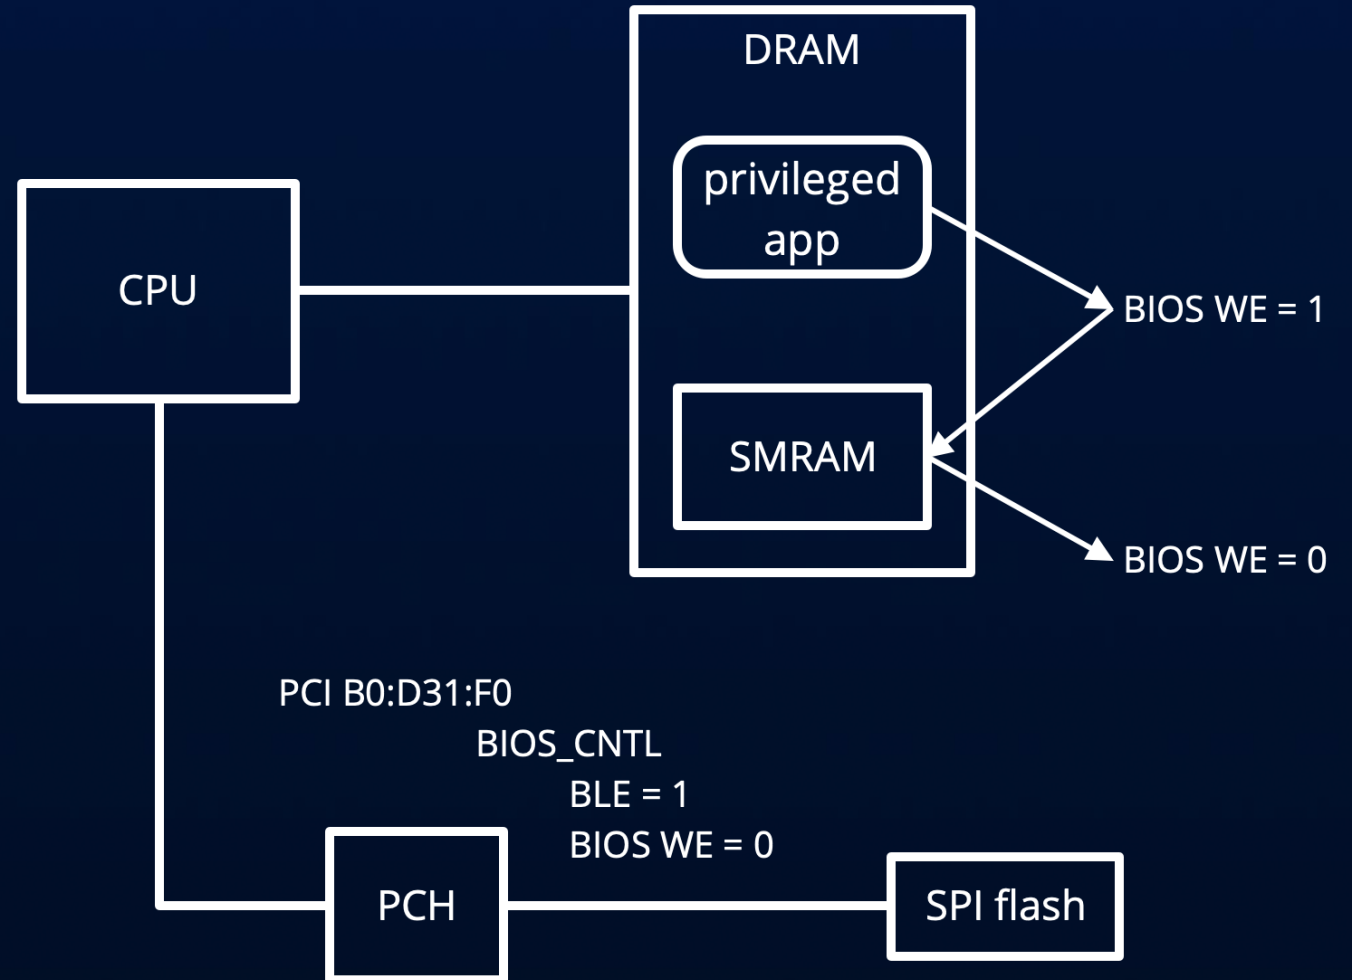 DRAM
privileged
app
CPU
BIOS WE = 1
SMRAM
BIOS WE = 0
PCI B0:D31:F0
BIOS_CNTL
BLE = 1
BIOS WE = 0
PCH
SPI flash